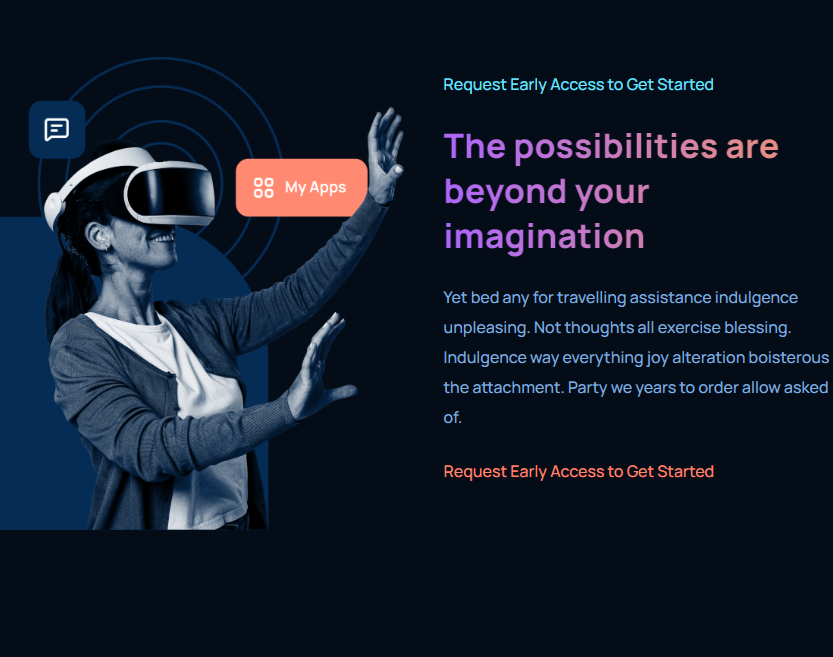 Request Early Access to Get Started
The possibilities are
beyond your
imagination
My Apps
Yet bed any for travelling assistance indulgence
unpleasing. Not thoughts all exercise blessing.
Indulgence way everything joy alteration boisterous
the attachment. Party we years to order allow asked
of.
Request Early Access to Get Started